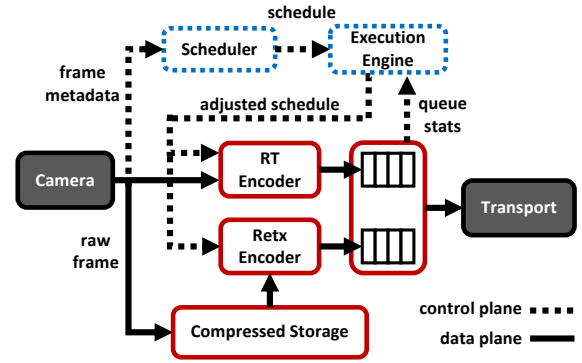 schedule
Scheduler
Execution
Engine
frame
metadata
adjusted schedule
queue
stats
RT
Encoder
Camera
Transport
raw
frame
Retx
Encoder
control plane
Compressed Storage
data plane